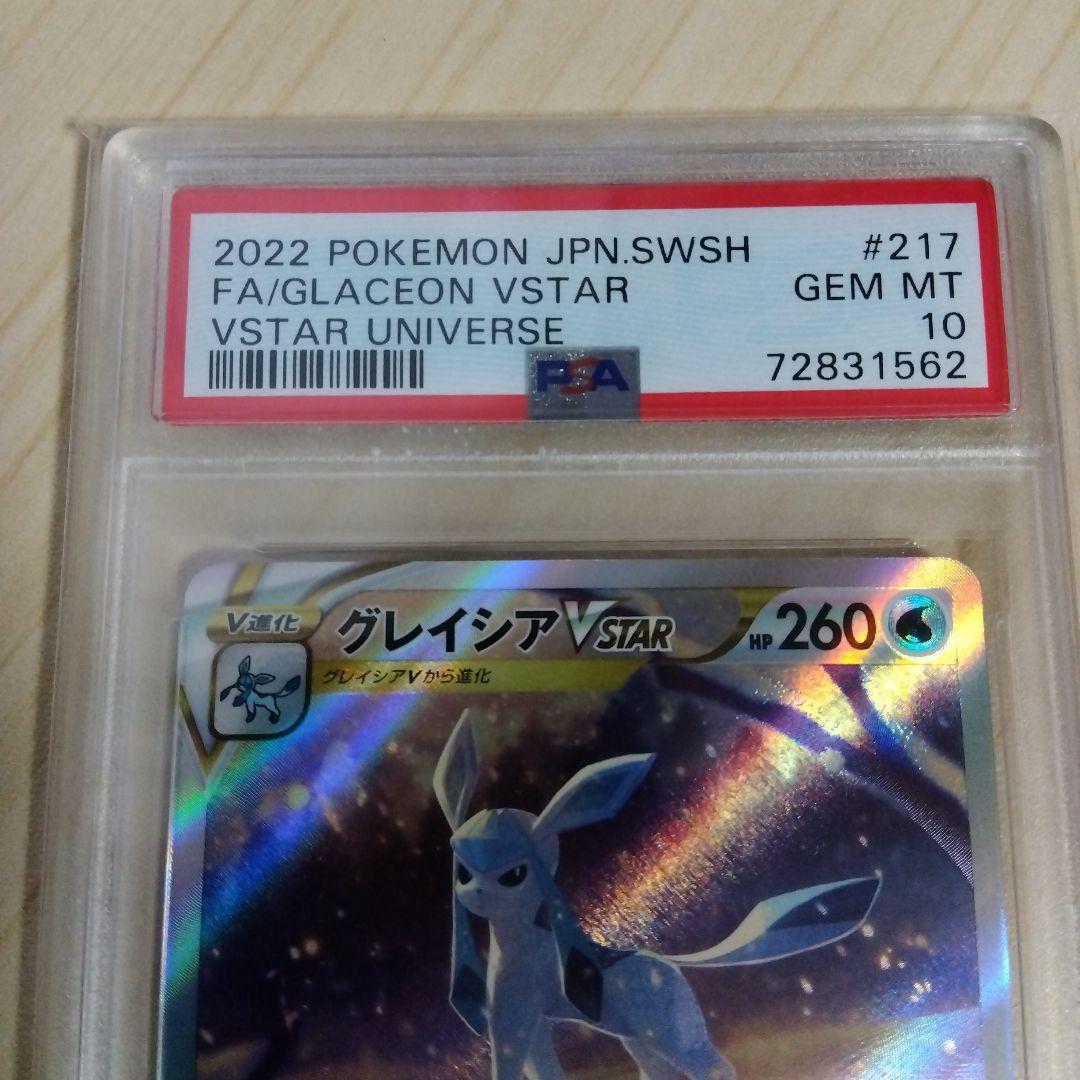 2022 POKEMON JPN.SWSH #217
FA/GLACEON VSTAR GEM MT
VSTAR UNIVERSE 10
PSA 72831562
V進化 グレイシアVSTAR HP 260
グレイシアVから進化